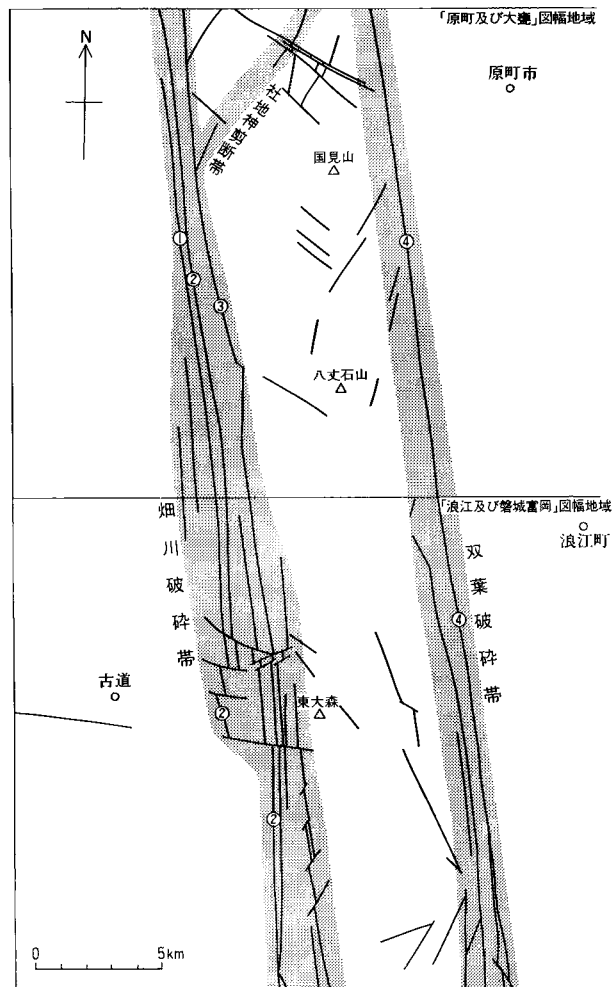 「原町及び大甕」図幅地域
N
原町市
社地神剪断帯
国見山
①
②
③
④
八丈石山
「浪江及び磐城富岡」図幅地域
浪江町
畑川破砕帯
双葉破砕帯
④
古道
②
東大森
②
0 5km